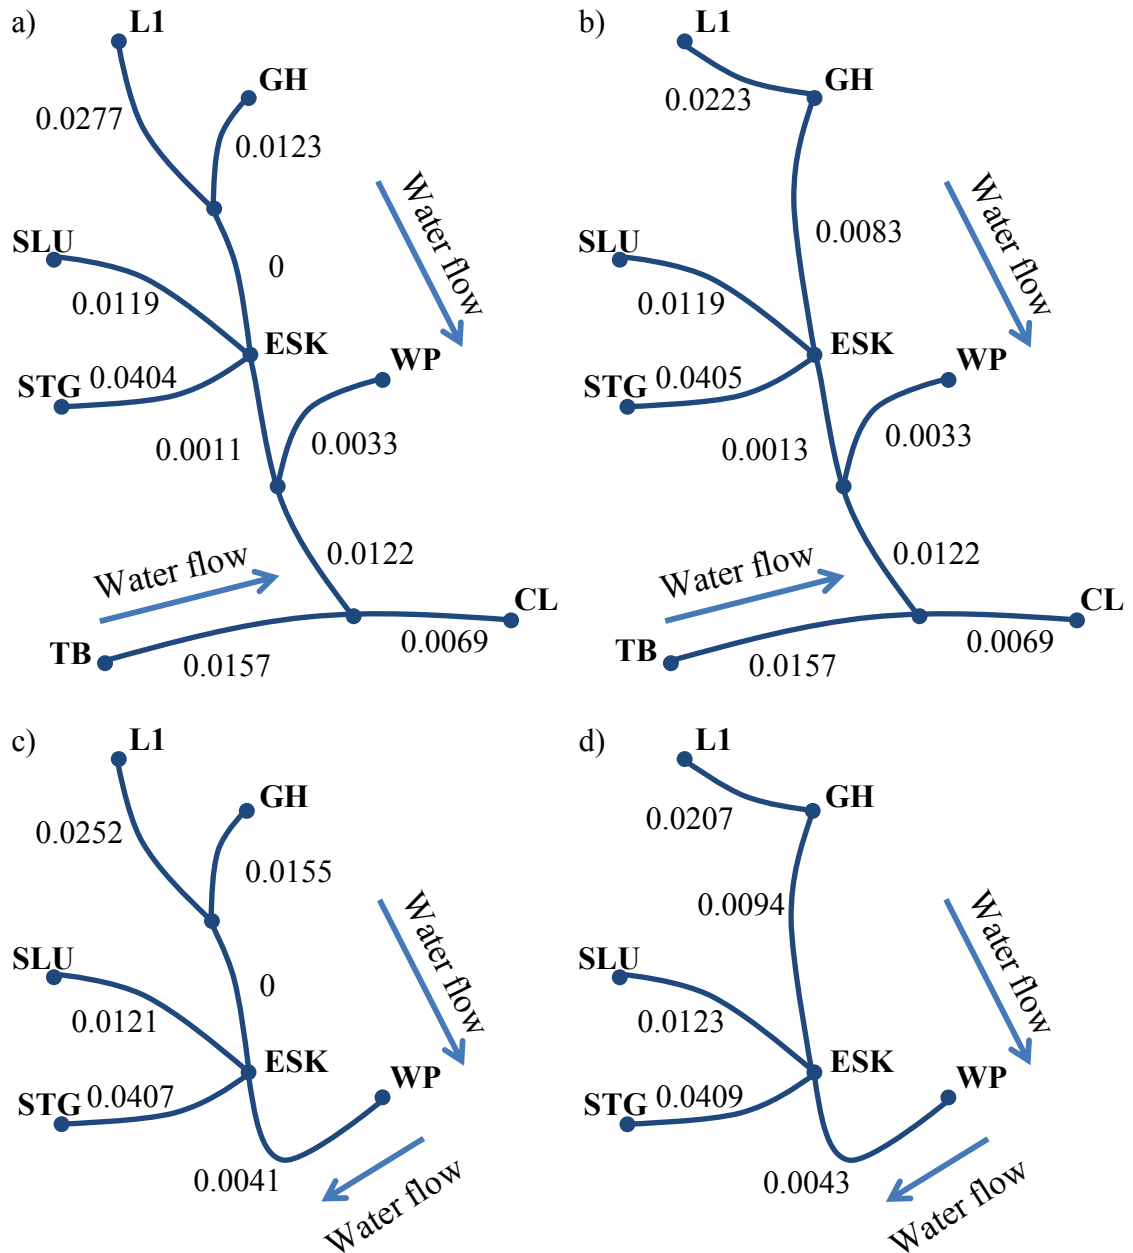 a)
L1
GH
0.0277
0.0123
Water flow
SLU
0
0.0119
ESK
WP
STG
0.0404
0.0011
0.0033
0.0122
Water flow
CL
TB
0.0157
0.0069
b)
L1
GH
0.0223
Water flow
SLU
0.0083
0.0119
ESK
WP
STG
0.0405
0.0013
0.0033
0.0122
Water flow
CL
TB
0.0157
0.0069
c)
L1
GH
0.0252
0.0155
Water flow
SLU
0
0.0121
ESK
WP
STG
0.0407
0.0041
Water flow
d)
L1
GH
0.0207
0.0094
Water flow
SLU
0.0123
ESK
WP
STG
0.0409
0.0043
Water flow